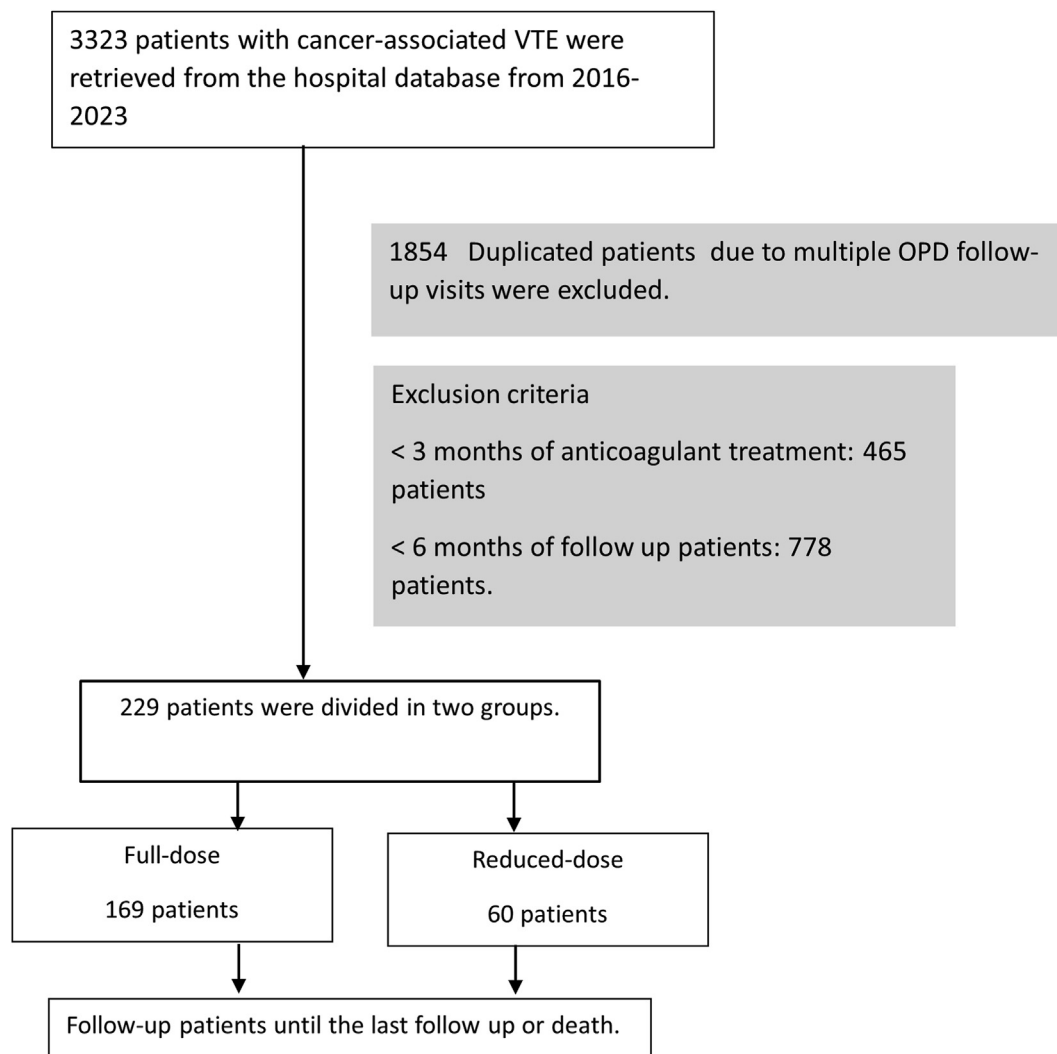 3323 patients with cancer-associated VTE were
retrieved from the hospital database from 2016-
2023
1854 Duplicated patients due to multiple OPD follow-
up visits were excluded.
Exclusion criteria
< 3 months of anticoagulant treatment: 465
patients
< 6 months of follow up patients: 778
patients.
229 patients were divided in two groups.
Full-dose
169 patients
Reduced-dose
60 patients
Follow-up patients until the last follow up or death.